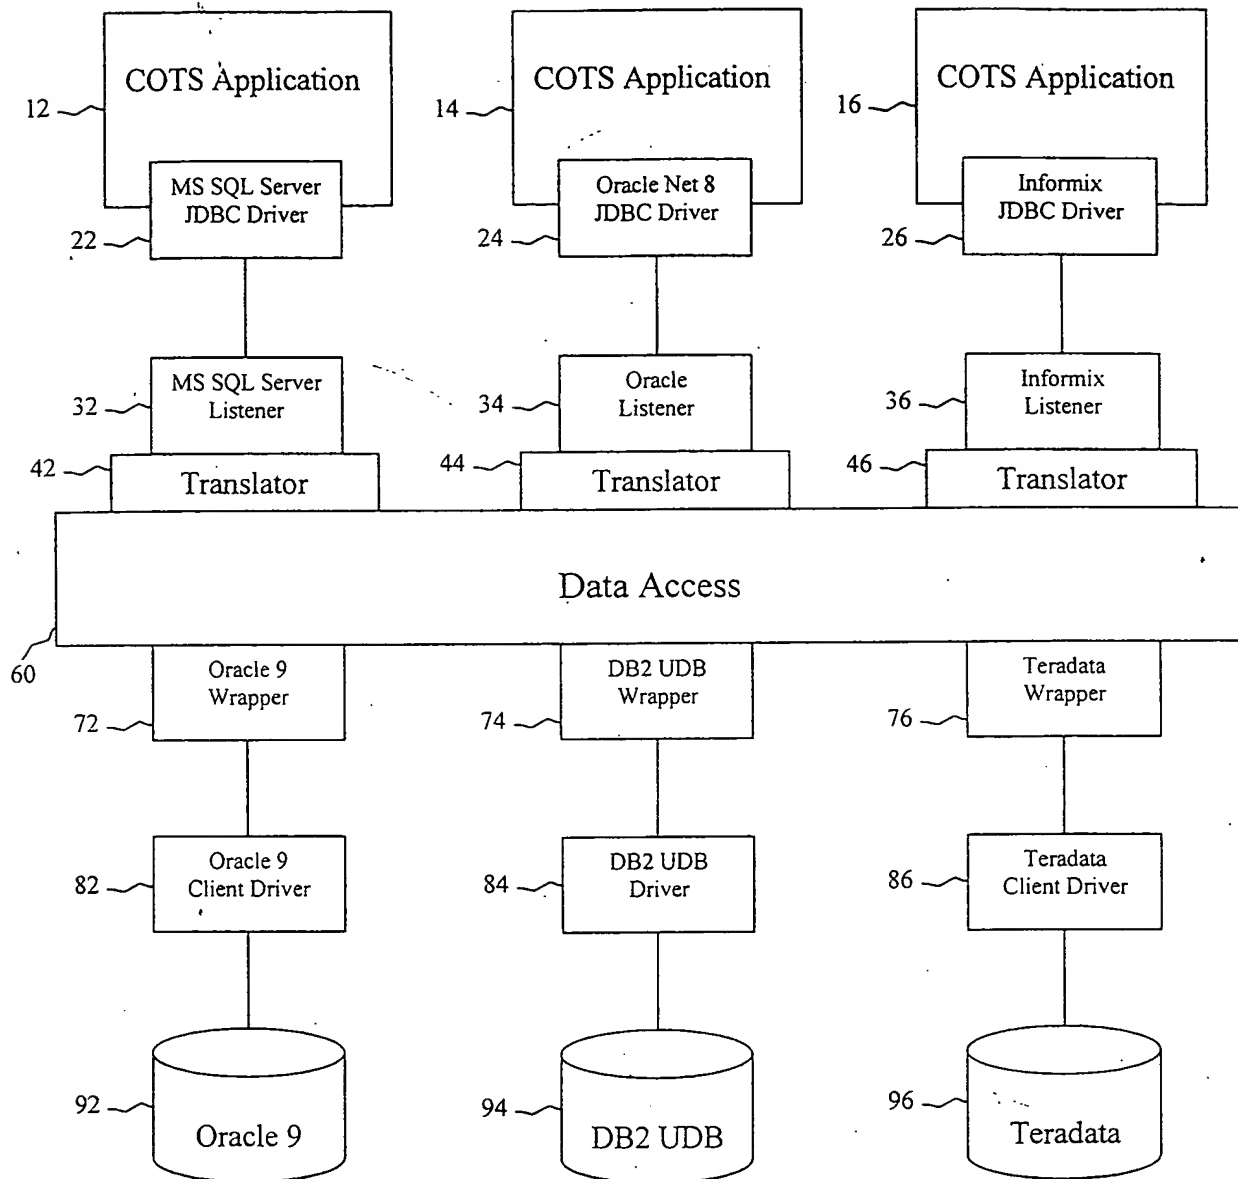 COTS Application
COTS Application
COTS Application
12
14
16
MS SQL Server
JDBC Driver
Oracle Net 8
JDBC Driver
Informix
JDBC Driver
22
24
26
MS SQL Server
Listener
Oracle
Listener
Informix
Listener
32
34
36
42
44
46
Translator
Translator
Translator
Data Access
60
Oracle 9
Wrapper
DB2 UDB
Wrapper
Teradata
Wrapper
72
74
76
Oracle 9
Client Driver
DB2 UDB
Driver
Teradata
Client Driver
82
84
86
92
94
96
Oracle 9
DB2 UDB
Teradata